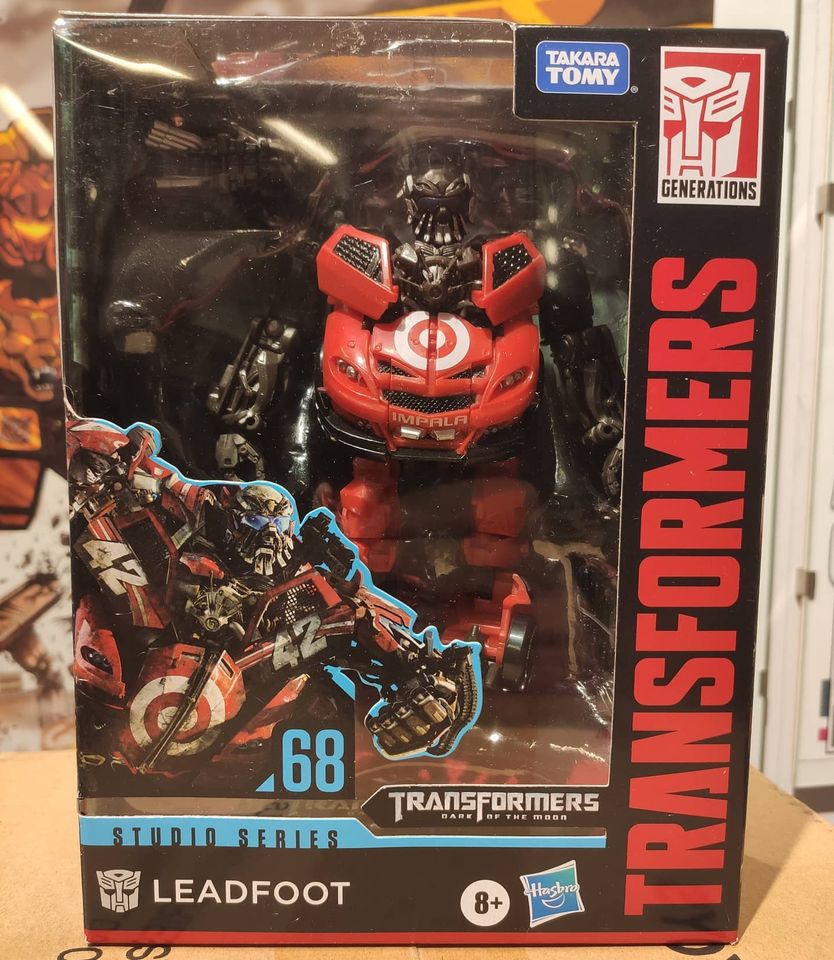 TAKARA
TOMY
GENERATIONS
TRANSFORMERS
IMPALA
42
42
68
TRANSFORMERS
DARK OF THE MOON
STUDIO SERIES
LEADFOOT
8+
Hasbro